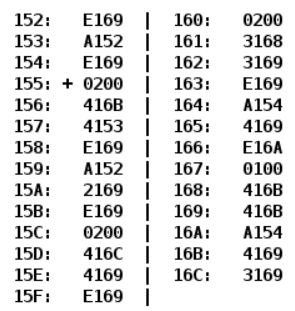 152: E169 | 160: 0200
153: A152 | 161: 3168
154: E169 | 162: 3169
155: + 0200 | 163: E169
156: 416B | 164: A154
157: 4153 | 165: 4169
158: E169 | 166: E16A
159: A152 | 167: 0100
15A: 2169 | 168: 416B
15B: E169 | 169: 416B
15C: 0200 | 16A: A154
15D: 416C | 16B: 4169
15E: 4169 | 16C: 3169
15F: E169 |